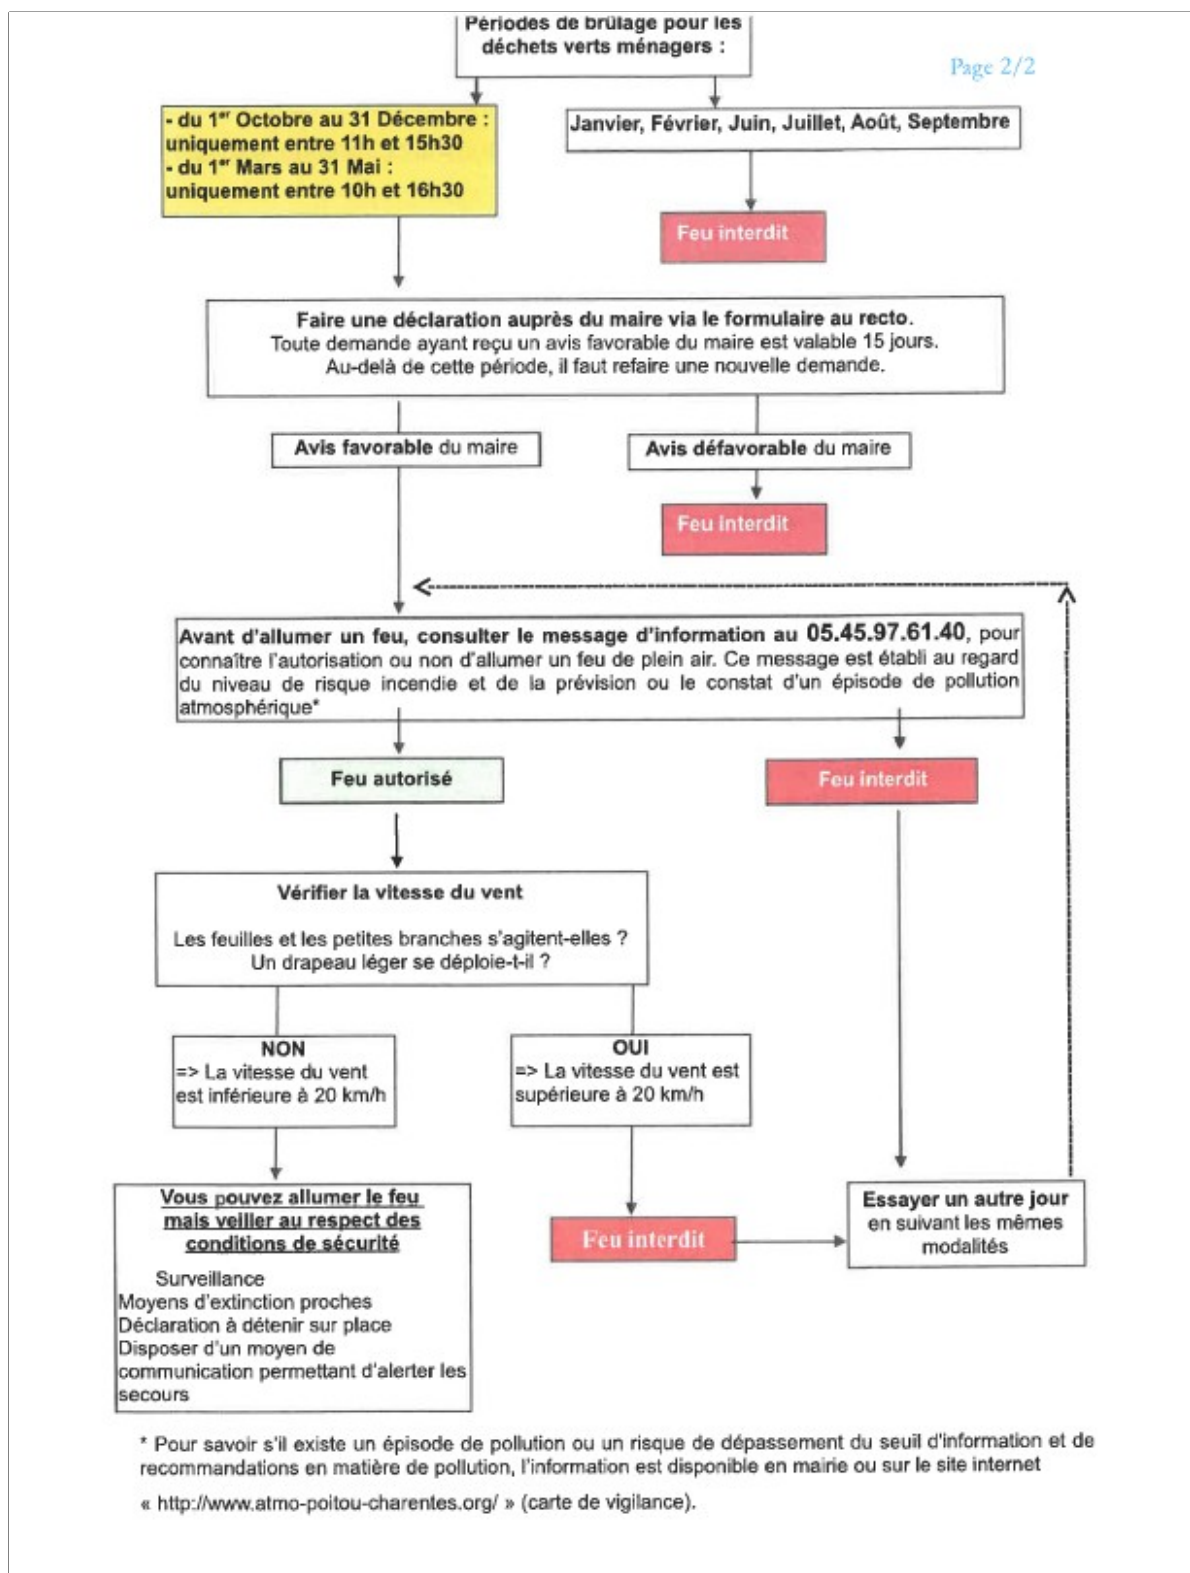 Périodes de brûlage pour les
déchets verts ménagers :
Page 2/2
- du 1er Octobre au 31 Décembre :
uniquement entre 11h et 15h30
- du 1er Mars au 31 Mai :
uniquement entre 10h et 16h30
Janvier, Février, Juin, Juillet, Août, Septembre
Feu interdit
Faire une déclaration auprès du maire via le formulaire au recto.
Toute demande ayant reçu un avis favorable du maire est valable 15 jours.
Au-delà de cette période, il faut refaire une nouvelle demande.
Avis favorable du maire
Avis défavorable du maire
Feu interdit
Avant d'allumer un feu, consulter le message d'information au 05.45.97.61.40, pour
connaître l'autorisation ou non d'allumer un feu de plein air. Ce message est établi au regard
du niveau de risque incendie et de la prévision ou le constat d'un épisode de pollution
atmosphérique*
Feu autorisé
Feu interdit
Vérifier la vitesse du vent
Les feuilles et les petites branches s'agitent-elles ?
Un drapeau léger se déploie-t-il ?
NON
=> La vitesse du vent
est inférieure à 20 km/h
OUI
=> La vitesse du vent est
supérieure à 20 km/h
Vous pouvez allumer le feu
mais veiller au respect des
conditions de sécurité
Surveillance
Moyens d'extinction proches
Déclaration à détenir sur place
Disposer d'un moyen de
communication permettant d'alerter les
secours
Feu interdit
Essayer un autre jour
en suivant les mêmes
modalités
* Pour savoir s'il existe un épisode de pollution ou un risque de dépassement du seuil d'information et de
recommandations en matière de pollution, l'information est disponible en mairie ou sur le site internet
« http://www.atmo-poitou-charentes.org/ » (carte de vigilance).